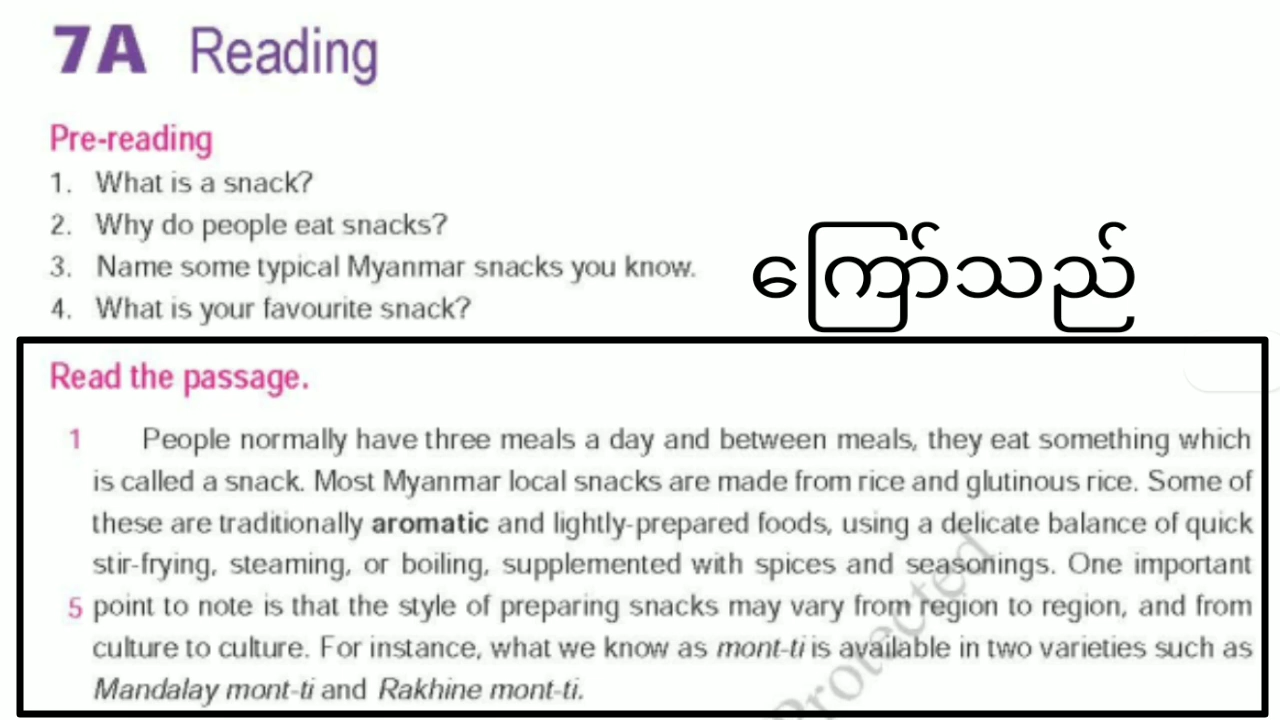 7A Reading
Pre-reading
1. What is a snack?
2. Why do people eat snacks?
3. Name some typical Myanmar snacks you know.
4. What is your favourite snack?
ကြော်သည်
Read the passage.
1 People normally have three meals a day and between meals, they eat something which
is called a snack. Most Myanmar local snacks are made from rice and glutinous rice. Some of
these are traditionally aromatic and lightly-prepared foods, using a delicate balance of quick
stir-frying, steaming, or boiling, supplemented with spices and seasonings. One important
5 point to note is that the style of preparing snacks may vary from region to region, and from
culture to culture. For instance, what we know as mont-ti is available in two varieties such as
Mandalay mont-ti and Rakhine mont-ti.
Protected